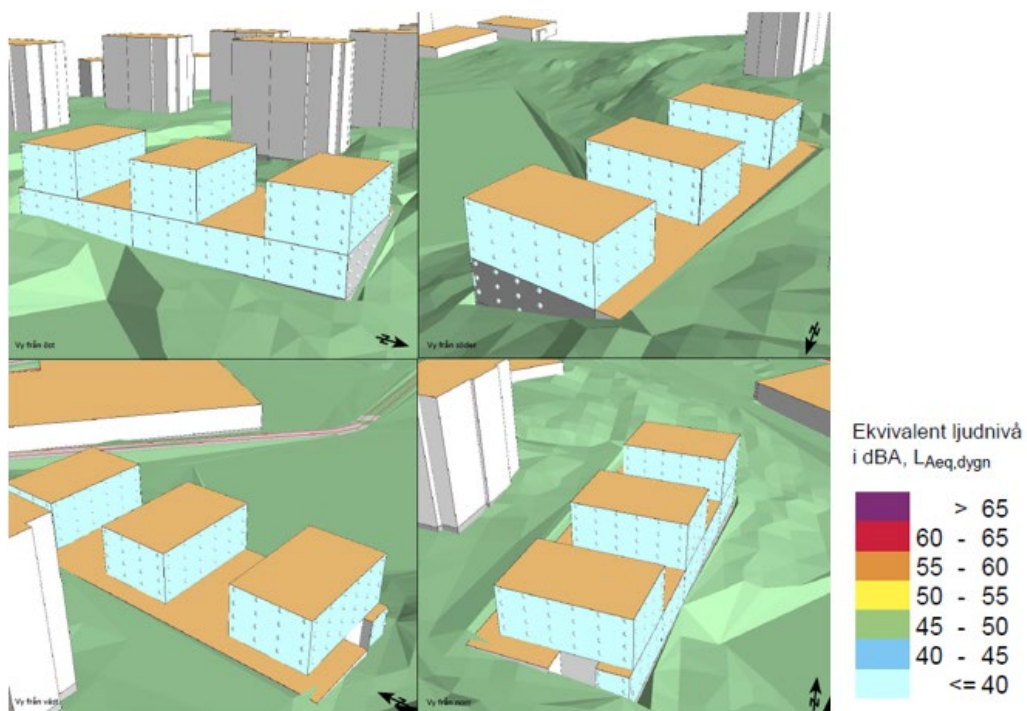 Vy från öst
N
Vy från söder
N
Vy från väst
N
Vy från norr
N
Ekvivalent ljudnivå
i dBA, LAeq,dygn
> 65
60 - 65
55 - 60
50 - 55
45 - 50
40 - 45
<= 40